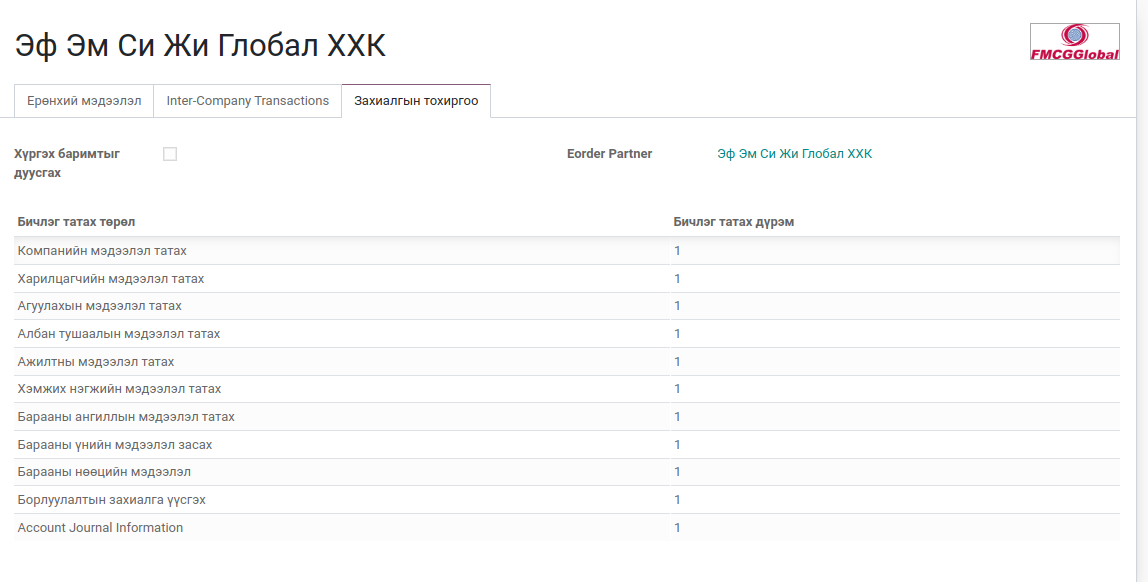 Эф Эм Си Жи Глобал ХХК
FMCGGlobal
Ерөнхий мэдээлэл Inter-Company Transactions Захиалгын тохиргоо
Хүргэх баримтыг дуусгах
Eorder Partner Эф Эм Си Жи Глобал ХХК
Бичлэг татах төрөл Бичлэг татах дүрэм
Компанийн мэдээлэл татах 1
Харилцагчийн мэдээлэл татах 1
Агуулахын мэдээлэл татах 1
Албан тушаалын мэдээлэл татах 1
Ажилтны мэдээлэл татах 1
Хэмжих нэгжийн мэдээлэл татах 1
Барааны ангиллын мэдээлэл татах 1
Барааны үнийн мэдээлэл засах 1
Барааны нөөцийн мэдээлэл 1
Борлуулалтын захиалга үүсгэх 1
Account Journal Information 1